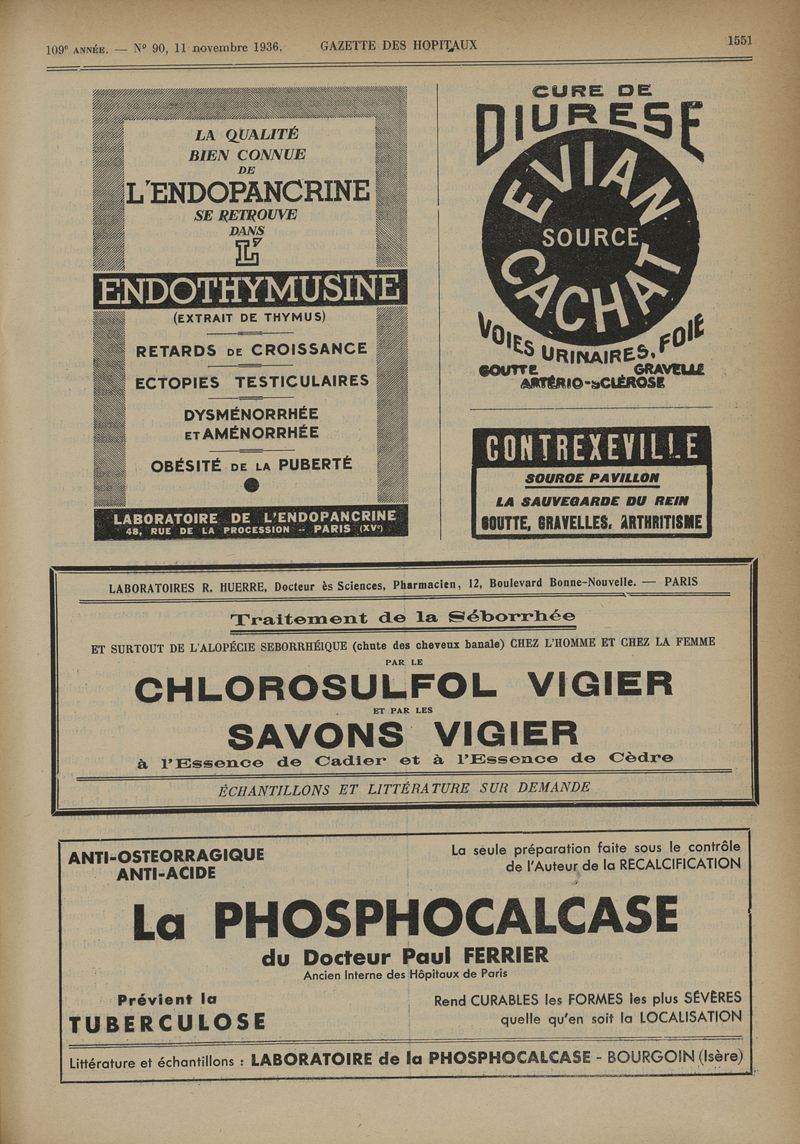 109e ANNÉE. — No 90, 11 novembre 1936. GAZETTE DES HOPITAUX 1551
LA QUALITÉ
BIEN CONNUE
DE
L'ENDOPANCRINE
SE RETROUVE
DANS
L'
ENDOTHYMUSINE
(EXTRAIT DE THYMUS)
RETARDS DE CROISSANCE
ECTOPIES TESTICULAIRES
DYSMÉNORRHÉE
ET AMÉNORRHÉE
OBÉSITÉ DE LA PUBERTÉ
LABORATOIRE DE L'ENDOPANCRINE
48, RUE DE LA PROCESSION -- PARIS (XVe)
CURE DE
DIURESE
EVIAN
SOURCE
CACHAT
VOIES URINAIRES, FOIE
GOUTTE GRAVELLE
ARTÉRIO-SCLÉROSE
CONTREXEVILLE
SOURCE PAVILLON
LA SAUVEGARDE DU REIN
GOUTTE, GRAVELLES, ARTHRITISME
LABORATOIRES R. HUERRE, Docteur ès Sciences, Pharmacien, 12, Boulevard Bonne-Nouvelle. — PARIS
Traitement de la Séborrhée
ET SURTOUT DE L'ALOPÉCIE SEBORRHÉIQUE (chute des cheveux banale) CHEZ L'HOMME ET CHEZ LA FEMME
PAR LE
CHLOROSULFOL VIGIER
ET PAR LES
SAVONS VIGIER
à l'Essence de Cadier et à l'Essence de Cèdre
ÉCHANTILLONS ET LITTÉRATURE SUR DEMANDE
ANTI-OSTEORRAGIQUE
ANTI-ACIDE
La seule préparation faite sous le contrôle
de l'Auteur de la RECALCIFICATION
La PHOSPHOCALCASE
du Docteur Paul FERRIER
Ancien Interne des Hôpitaux de Paris
Prévient la
TUBERCULOSE
Rend CURABLES les FORMES les plus SÉVÈRES
quelle qu'en soit la LOCALISATION
Littérature et échantillons : LABORATOIRE de la PHOSPHOCALCASE - BOURGOIN (Isère)